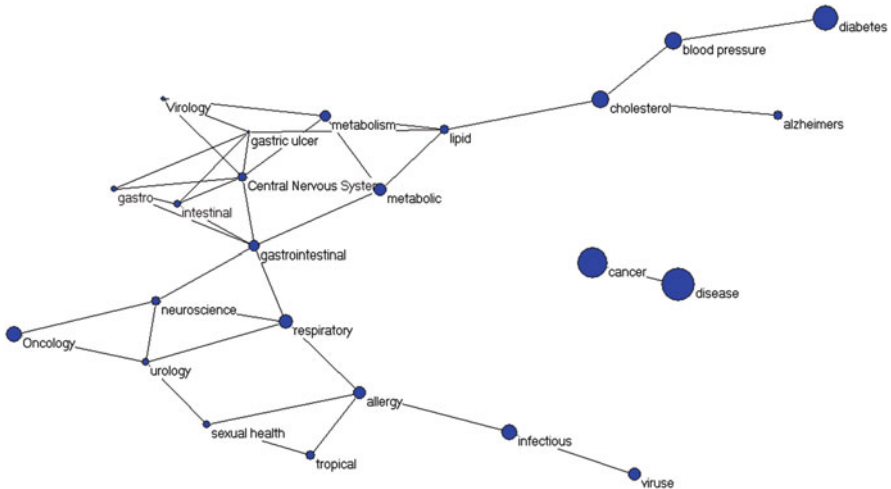 diabetes
blood pressure
Virology
cholesterol
metabolism
alzheimers
gastric ulcer
lipid
Central Nervous System
gastro
metabolic
intestinal
gastrointestinal
cancer
disease
neuroscience
respiratory
Oncology
urology
allergy
sexual health
infectious
tropical
viruse